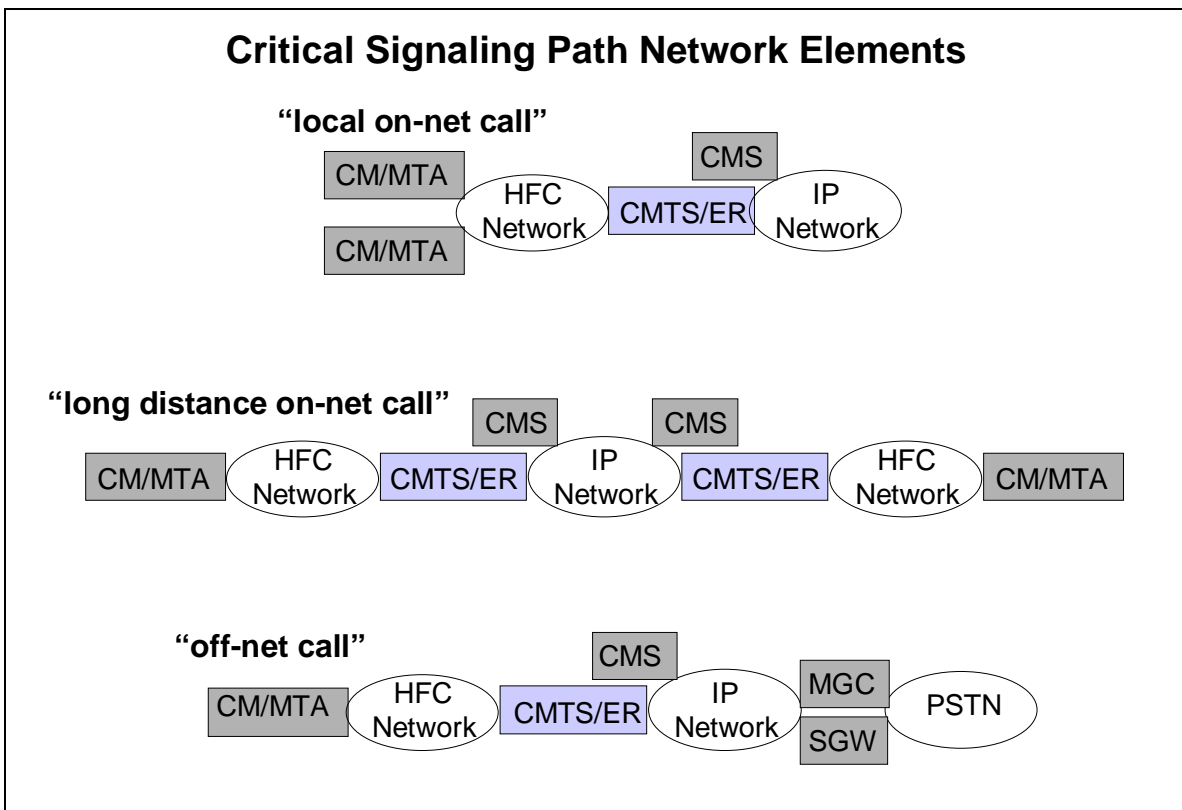 Critical Signaling Path Network Elements
“local on-net call”
CM/MTA
CM/MTA
HFC
Network
CMTS/ER
CMS
IP
Network
“long distance on-net call”
CM/MTA
HFC
Network
CMTS/ER
CMS
IP
Network
CMS
CMTS/ER
HFC
Network
CM/MTA
“off-net call”
CM/MTA
HFC
Network
CMTS/ER
CMS
IP
Network
MGC
SGW
PSTN